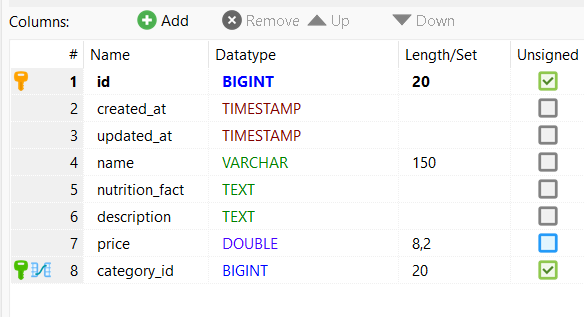 Columns: Add Remove Up Down
# Name Datatype Length/Set Unsigned
1 id BIGINT 20
2 created_at TIMESTAMP
3 updated_at TIMESTAMP
4 name VARCHAR 150
5 nutrition_fact TEXT
6 description TEXT
7 price DOUBLE 8,2
8 category_id BIGINT 20